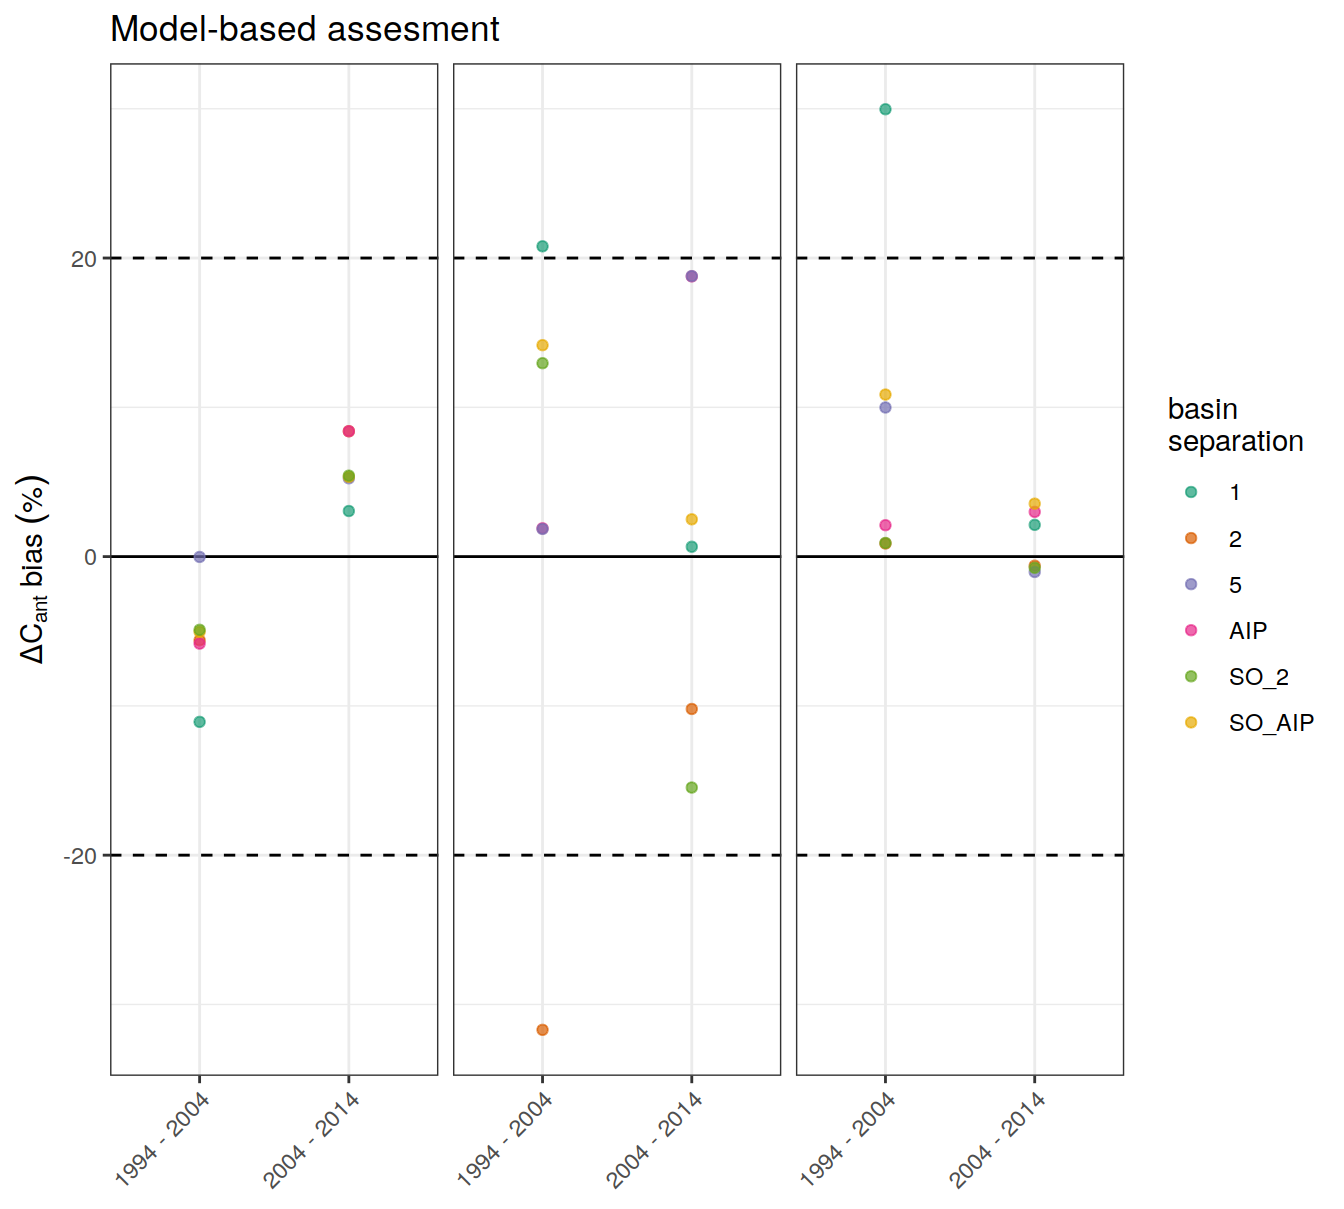 Model-based assesment
ΔCant bias (%)
20
0
-20
1994 - 2004
2004 - 2014
1994 - 2004
2004 - 2014
1994 - 2004
2004 - 2014
basin
separation
1
2
5
AIP
SO_2
SO_AIP